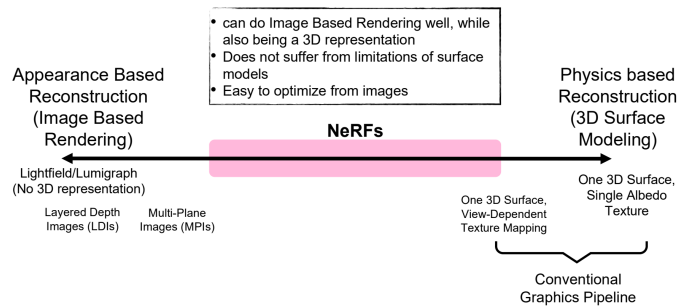 • can do Image Based Rendering well, while
also being a 3D representation
• Does not suffer from limitations of surface
models
• Easy to optimize from images
Appearance Based
Reconstruction
(Image Based
Rendering)
NeRFs
Physics based
Reconstruction
(3D Surface
Modeling)
Lightfield/Lumigraph
(No 3D representation)
Layered Depth
Images (LDIs)
Multi-Plane
Images (MPIs)
One 3D Surface,
View-Dependent
Texture Mapping
One 3D Surface,
Single Albedo
Texture
Conventional
Graphics Pipeline